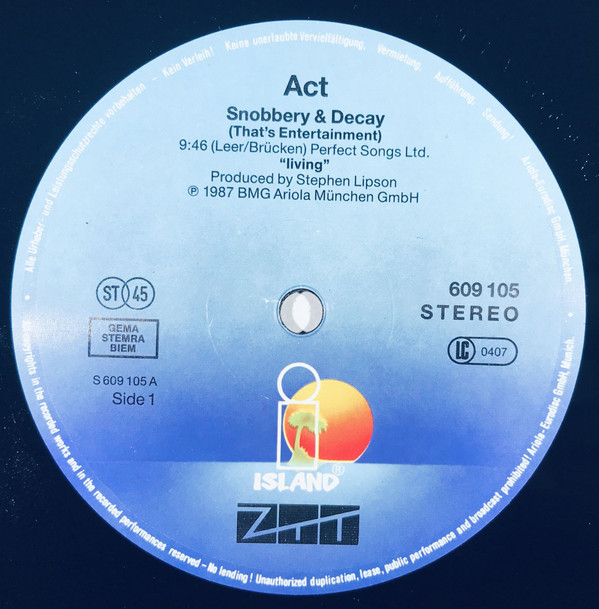 Act
Snobbery & Decay
(That's Entertainment)
9:46 (Leer/Brücken) Perfect Songs Ltd.
"living"
Produced by Stephen Lipson
℗ 1987 BMG Ariola München GmbH
ST 45
GEMA
STEMRA
BIEM
S 609 105 A
Side 1
609 105
STEREO
LC 0407
ISLAND®
ZTT
Alle Urheber- und Leistungsschutzrechte vorbehalten - Kein Verleih! Keine unerlaubte Vervielfältigung, Vermietung, Aufführung, Sendung! Ariola-Eurodisc GmbH, München.
All copyrights in the recorded works and in the recorded performances reserved - No lending! Unauthorized duplication, lease, public performance and broadcast prohibited! Ariola-Eurodisc GmbH, Munich.